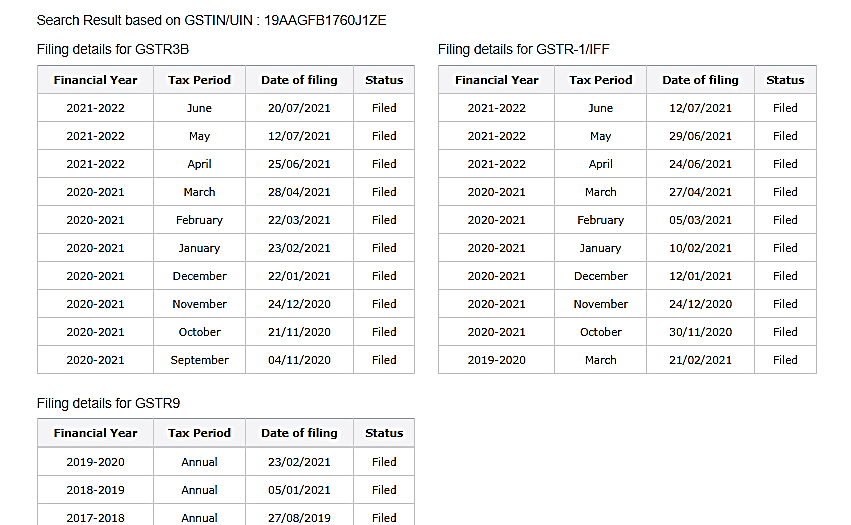 Search Result based on GSTIN/UIN : 19AAGFB1760J1ZE
Filing details for GSTR3B
Financial Year Tax Period Date of filing Status
2021-2022 June 20/07/2021 Filed
2021-2022 May 12/07/2021 Filed
2021-2022 April 25/06/2021 Filed
2020-2021 March 28/04/2021 Filed
2020-2021 February 22/03/2021 Filed
2020-2021 January 23/02/2021 Filed
2020-2021 December 22/01/2021 Filed
2020-2021 November 24/12/2020 Filed
2020-2021 October 21/11/2020 Filed
2020-2021 September 04/11/2020 Filed
Filing details for GSTR-1/IFF
Financial Year Tax Period Date of filing Status
2021-2022 June 12/07/2021 Filed
2021-2022 May 29/06/2021 Filed
2021-2022 April 24/06/2021 Filed
2020-2021 March 27/04/2021 Filed
2020-2021 February 05/03/2021 Filed
2020-2021 January 10/02/2021 Filed
2020-2021 December 12/01/2021 Filed
2020-2021 November 24/12/2020 Filed
2020-2021 October 30/11/2020 Filed
2019-2020 March 21/02/2021 Filed
Filing details for GSTR9
Financial Year Tax Period Date of filing Status
2019-2020 Annual 23/02/2021 Filed
2018-2019 Annual 05/01/2021 Filed
2017-2018 Annual 27/08/2019 Filed